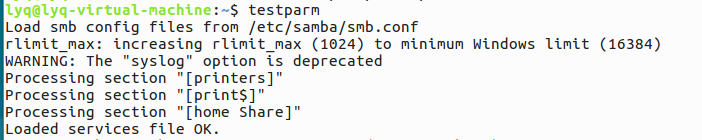 lyq@lyq-virtual-machine:~$ testparm
Load smb config files from /etc/samba/smb.conf
rlimit_max: increasing rlimit_max (1024) to minimum Windows limit (16384)
WARNING: The "syslog" option is deprecated
Processing section "[printers]"
Processing section "[print$]"
Processing section "[home Share]"
Loaded services file OK.